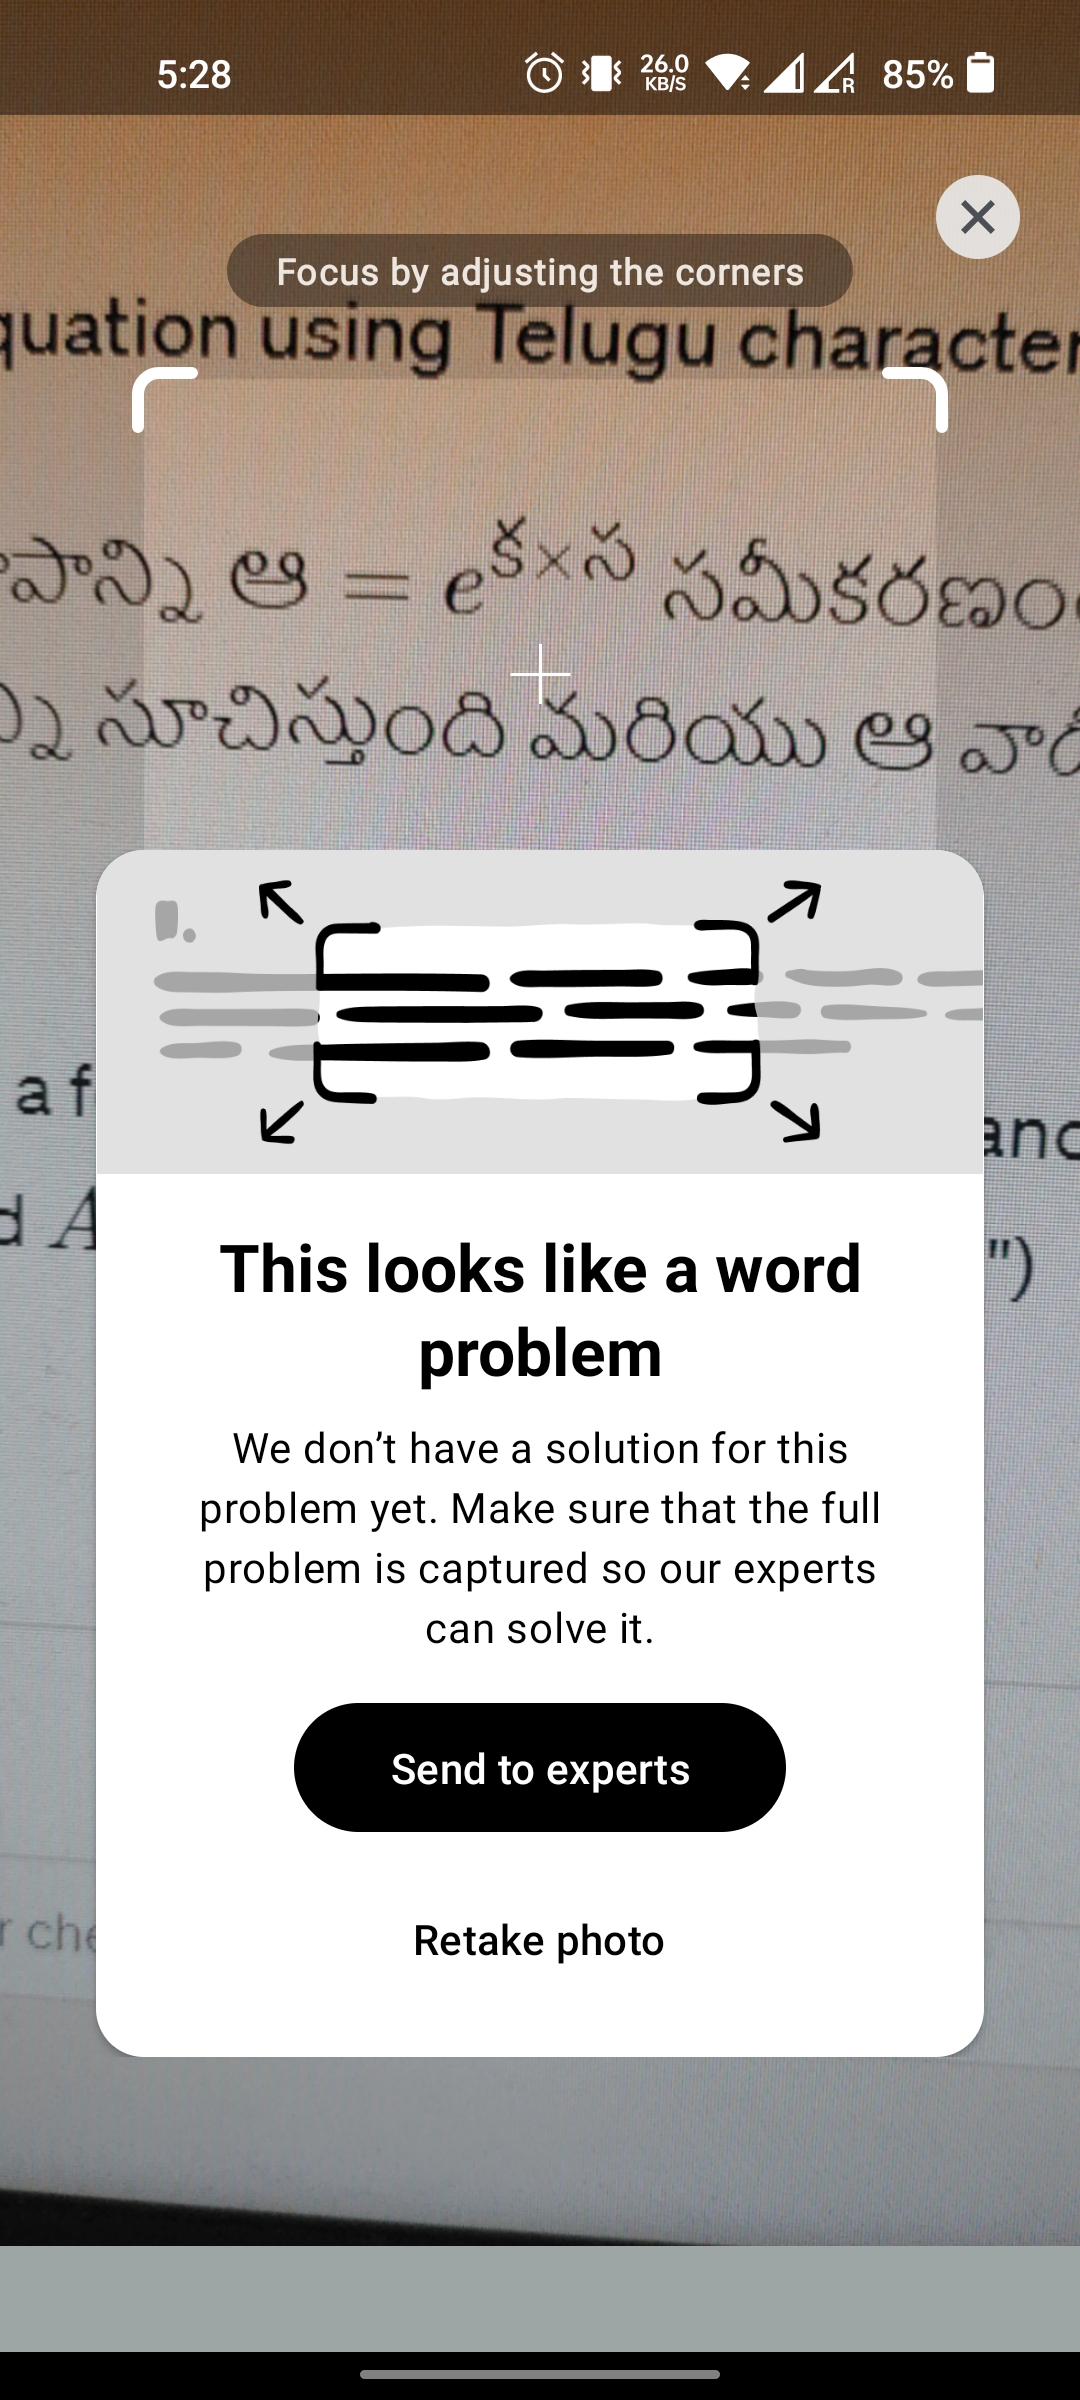 5:28 26.0 KB/S R 85%
Focus by adjusting the corners
quation using Telugu character
ఆ = e^క×స సమీకరణం
సూచిస్తుంది మరియు ఆ
a f
and
d A
")
This looks like a word
problem
We don’t have a solution for this
problem yet. Make sure that the full
problem is captured so our experts
can solve it.
Send to experts
r che
Retake photo